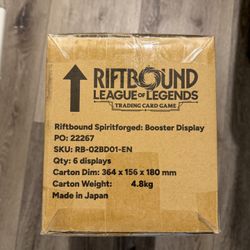 RIFTBOUND
LEAGUE OF LEGENDS
TRADING CARD GAME
Riftbound Spiritforged: Booster Display
PO: 22267
SKU: RB-02BD01-EN
Qty: 6 displays
Carton Dim: 364 x 156 x 180 mm
Carton Weight: 4.8kg
Made in Japan